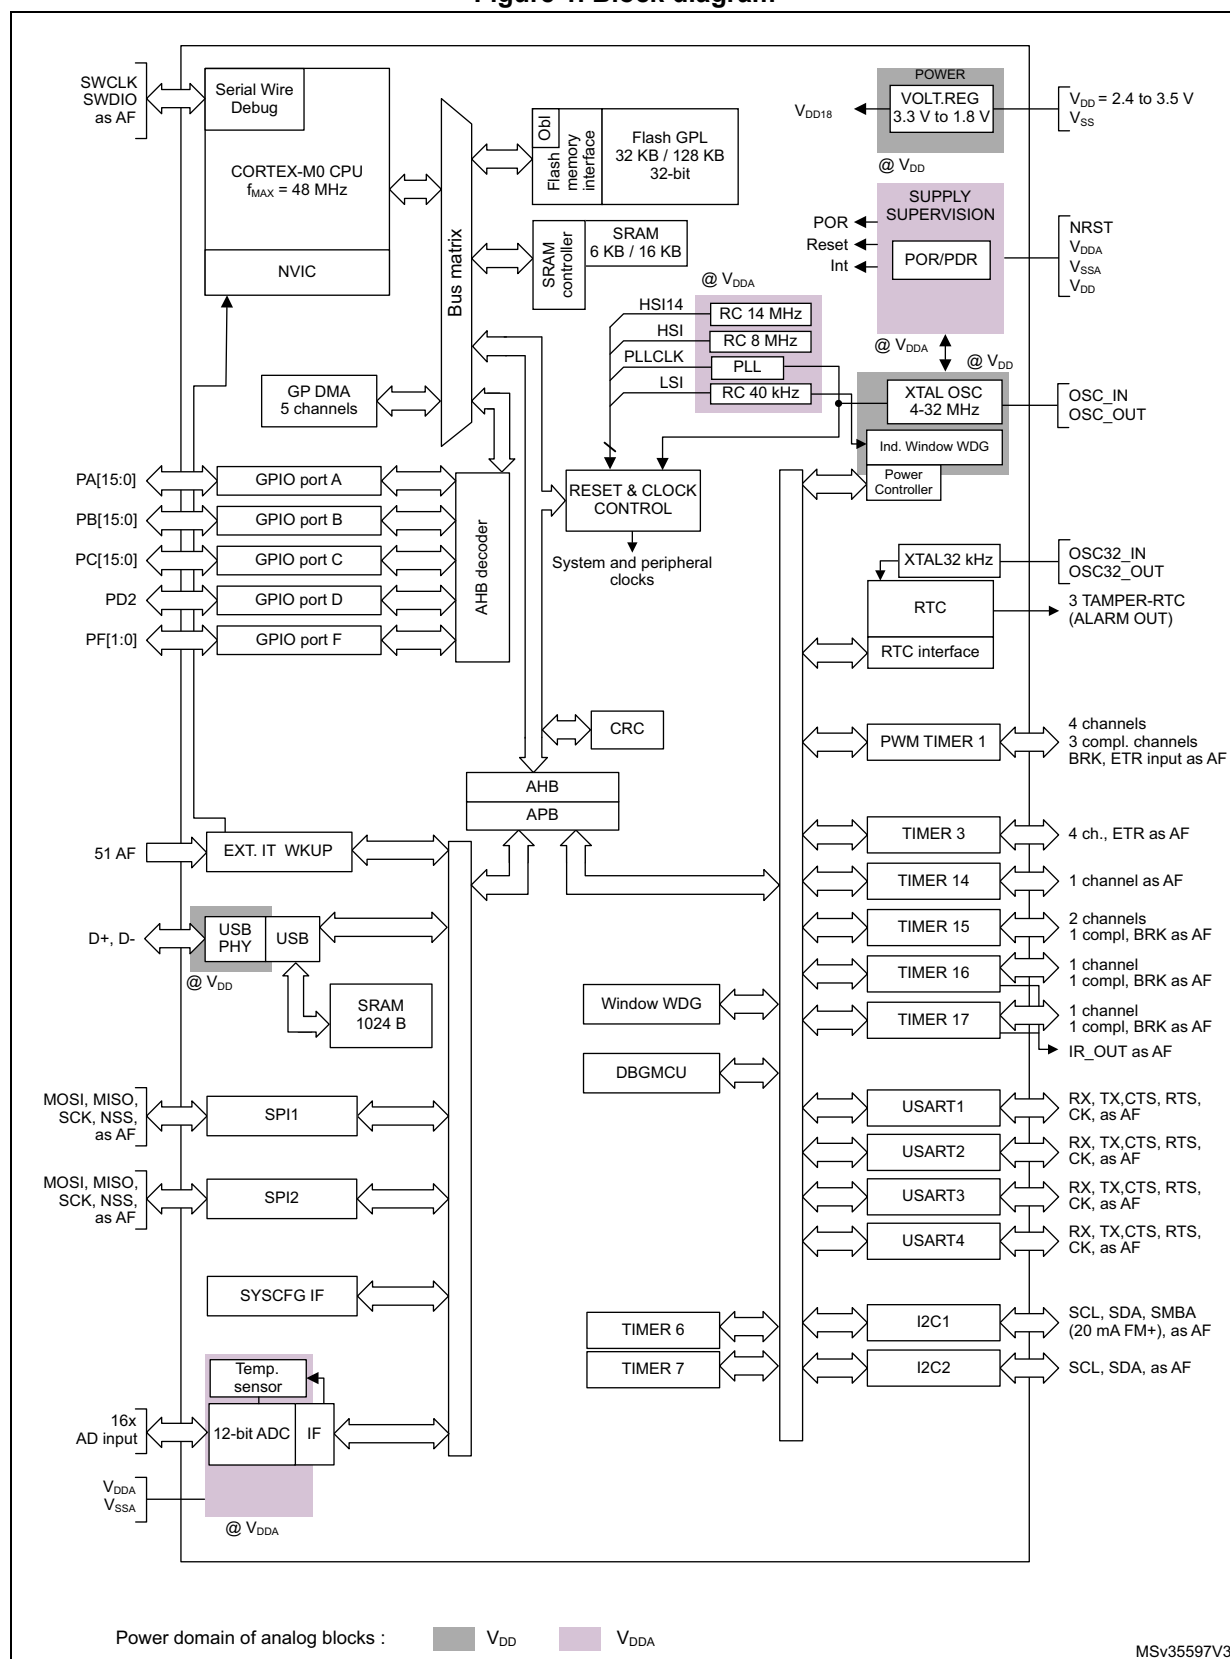 SWCLK
SWDIO
as AF
Serial Wire
Debug
CORTEX-M0 CPU
fMAX = 48 MHz
NVIC
Bus matrix
Obl
Flash
memory
interface
Flash GPL
32 KB / 128 KB
32-bit
SRAM
controller
SRAM
6 KB / 16 KB
POWER
VOLT.REG
3.3 V to 1.8 V
VDD18
VDD = 2.4 to 3.5 V
VSS
@ VDD
SUPPLY
SUPERVISION
POR
Reset
Int
POR/PDR
NRST
VDDA
VSSA
VDD
@ VDDA
HSI14
RC 14 MHz
HSI
RC 8 MHz
PLLCLK
PLL
LSI
RC 40 kHz
@ VDDA
@ VDD
XTAL OSC
4-32 MHz
OSC_IN
OSC_OUT
Ind. Window WDG
Power
Controller
GP DMA
5 channels
PA[15:0]
GPIO port A
PB[15:0]
GPIO port B
PC[15:0]
GPIO port C
PD2
GPIO port D
PF[1:0]
GPIO port F
AHB decoder
RESET & CLOCK
CONTROL
System and peripheral
clocks
XTAL32 kHz
OSC32_IN
OSC32_OUT
RTC
3 TAMPER-RTC
(ALARM OUT)
RTC interface
CRC
AHB
APB
PWM TIMER 1
4 channels
3 compl. channels
BRK, ETR input as AF
51 AF
EXT. IT WKUP
TIMER 3
4 ch., ETR as AF
TIMER 14
1 channel as AF
D+, D-
USB
PHY
USB
@ VDD
SRAM
1024 B
TIMER 15
2 channels
1 compl, BRK as AF
TIMER 16
1 channel
1 compl, BRK as AF
Window WDG
TIMER 17
1 channel
1 compl, BRK as AF
IR_OUT as AF
DBGMCU
MOSI, MISO,
SCK, NSS,
as AF
SPI1
USART1
RX, TX,CTS, RTS,
CK, as AF
USART2
RX, TX,CTS, RTS,
CK, as AF
MOSI, MISO,
SCK, NSS,
as AF
SPI2
USART3
RX, TX,CTS, RTS,
CK, as AF
USART4
RX, TX,CTS, RTS,
CK, as AF
SYSCFG IF
TIMER 6
I2C1
SCL, SDA, SMBA
(20 mA FM+), as AF
TIMER 7
I2C2
SCL, SDA, as AF
Temp.
sensor
16x
AD input
12-bit ADC
IF
VDDA
VSSA
@ VDDA
Power domain of analog blocks :
VDD
VDDA
MSv35597V3